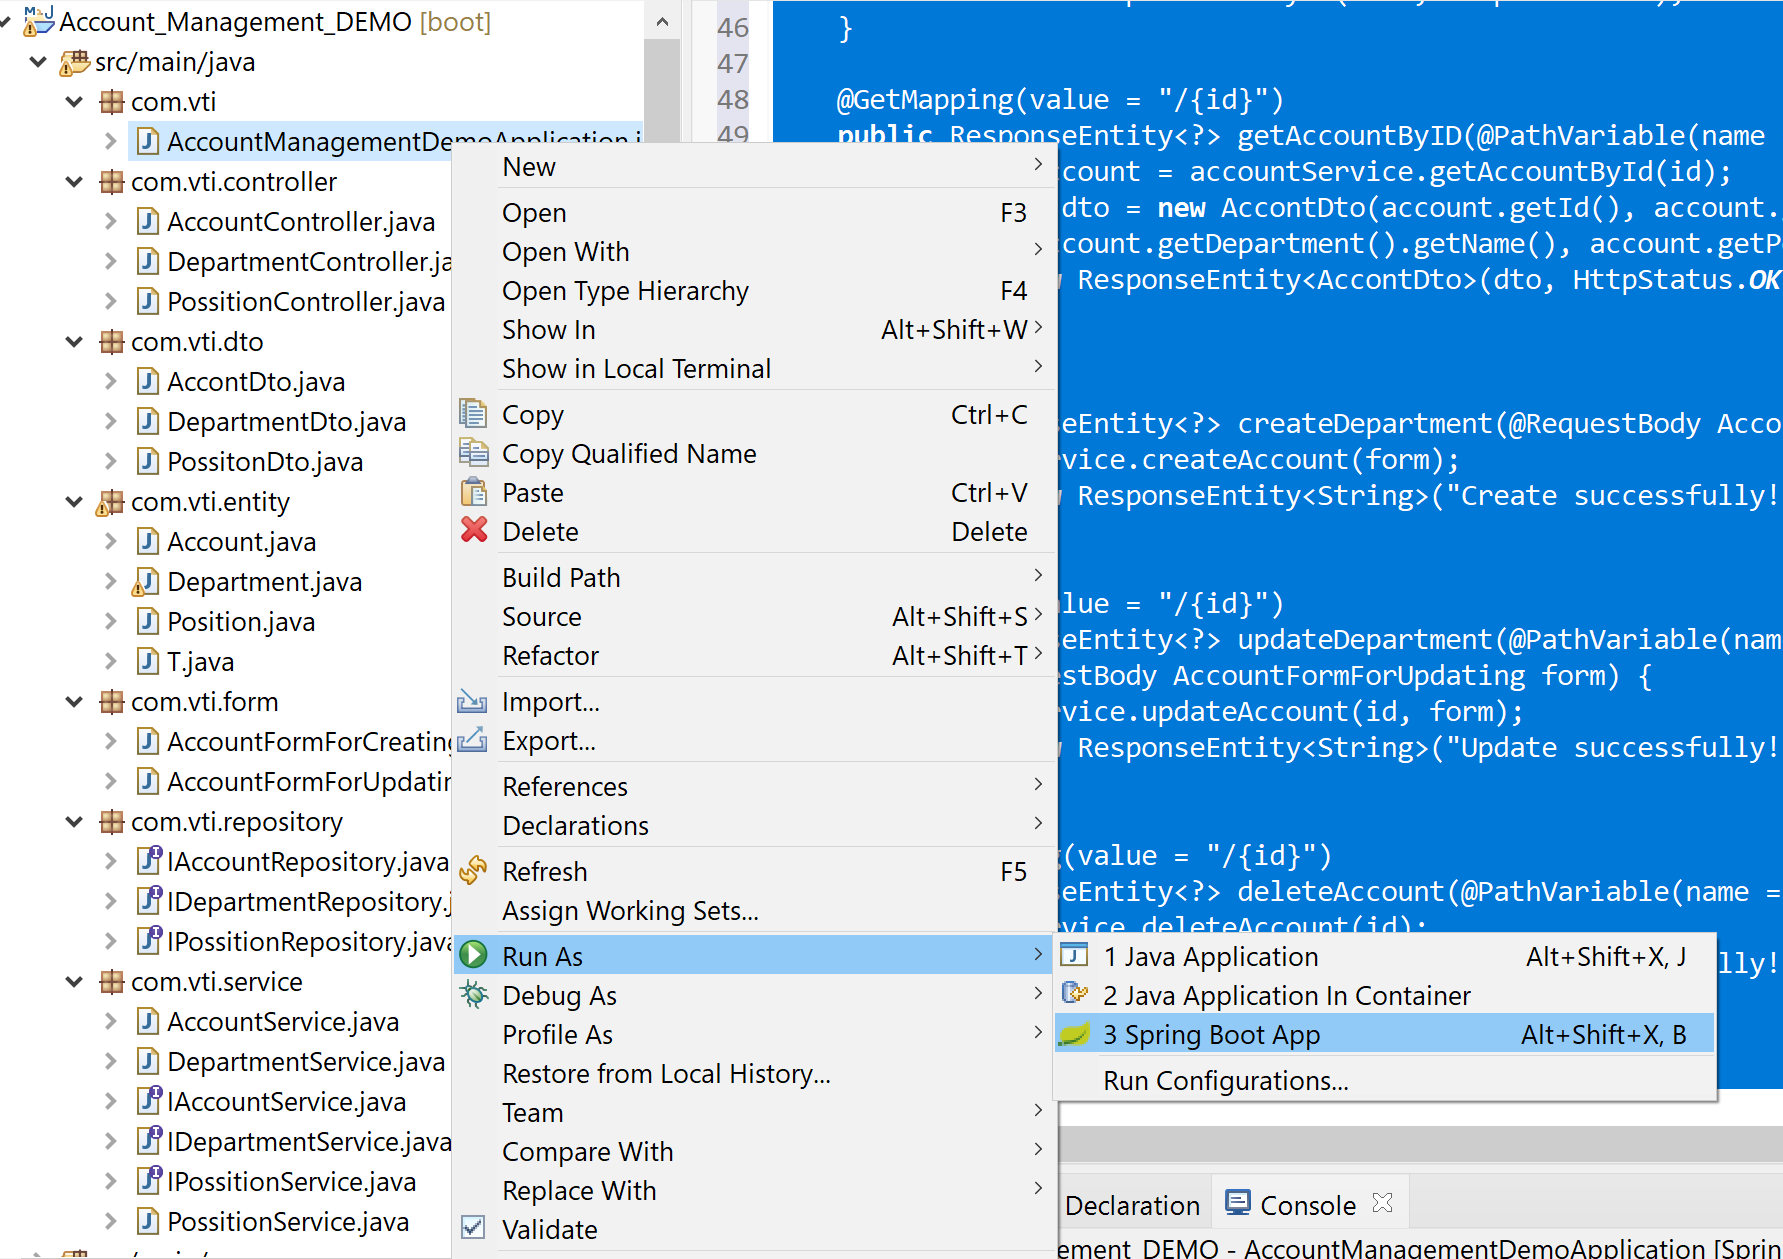 Account_Management_DEMO [boot]
src/main/java
com.vti
AccountManagementDemoApplication.j
com.vti.controller
AccountController.java
DepartmentController.ja
PossitionController.java
com.vti.dto
AccontDto.java
DepartmentDto.java
PossitonDto.java
com.vti.entity
Account.java
Department.java
Position.java
T.java
com.vti.form
AccountFormForCreating
AccountFormForUpdatin
com.vti.repository
IAccountRepository.java
IDepartmentRepository.j
IPossitionRepository.java
com.vti.service
AccountService.java
DepartmentService.java
IAccountService.java
IDepartmentService.java
IPossitionService.java
PossitionService.java
New
Open F3
Open With
Open Type Hierarchy F4
Show In Alt+Shift+W
Show in Local Terminal
Copy Ctrl+C
Copy Qualified Name
Paste Ctrl+V
Delete Delete
Build Path
Source Alt+Shift+S
Refactor Alt+Shift+T
Import...
Export...
References
Declarations
Refresh F5
Assign Working Sets...
Run As
Debug As
Profile As
Restore from Local History...
Team
Compare With
Replace With
Validate
1 Java Application Alt+Shift+X, J
2 Java Application In Container
3 Spring Boot App Alt+Shift+X, B
Run Configurations...
46 }
47
48 @GetMapping(value = "/{id}")
49 public ResponseEntity<?> getAccountByID(@PathVariable(name
count = accountService.getAccountById(id);
dto = new AccontDto(account.getId(), account.
count.getDepartment().getName(), account.getP
ResponseEntity<AccontDto>(dto, HttpStatus.OK
seEntity<?> createDepartment(@RequestBody Acco
vice.createAccount(form);
ResponseEntity<String>("Create successfully!
lue = "/{id}")
seEntity<?> updateDepartment(@PathVariable(nam
estBody AccountFormForUpdating form) {
vice.updateAccount(id, form);
ResponseEntity<String>("Update successfully!
g(value = "/{id}")
seEntity<?> deleteAccount(@PathVariable(name =
vice.deleteAccount(id);
lly!
Declaration Console
ement_DEMO - AccountManagementDemoApplication [Sprin